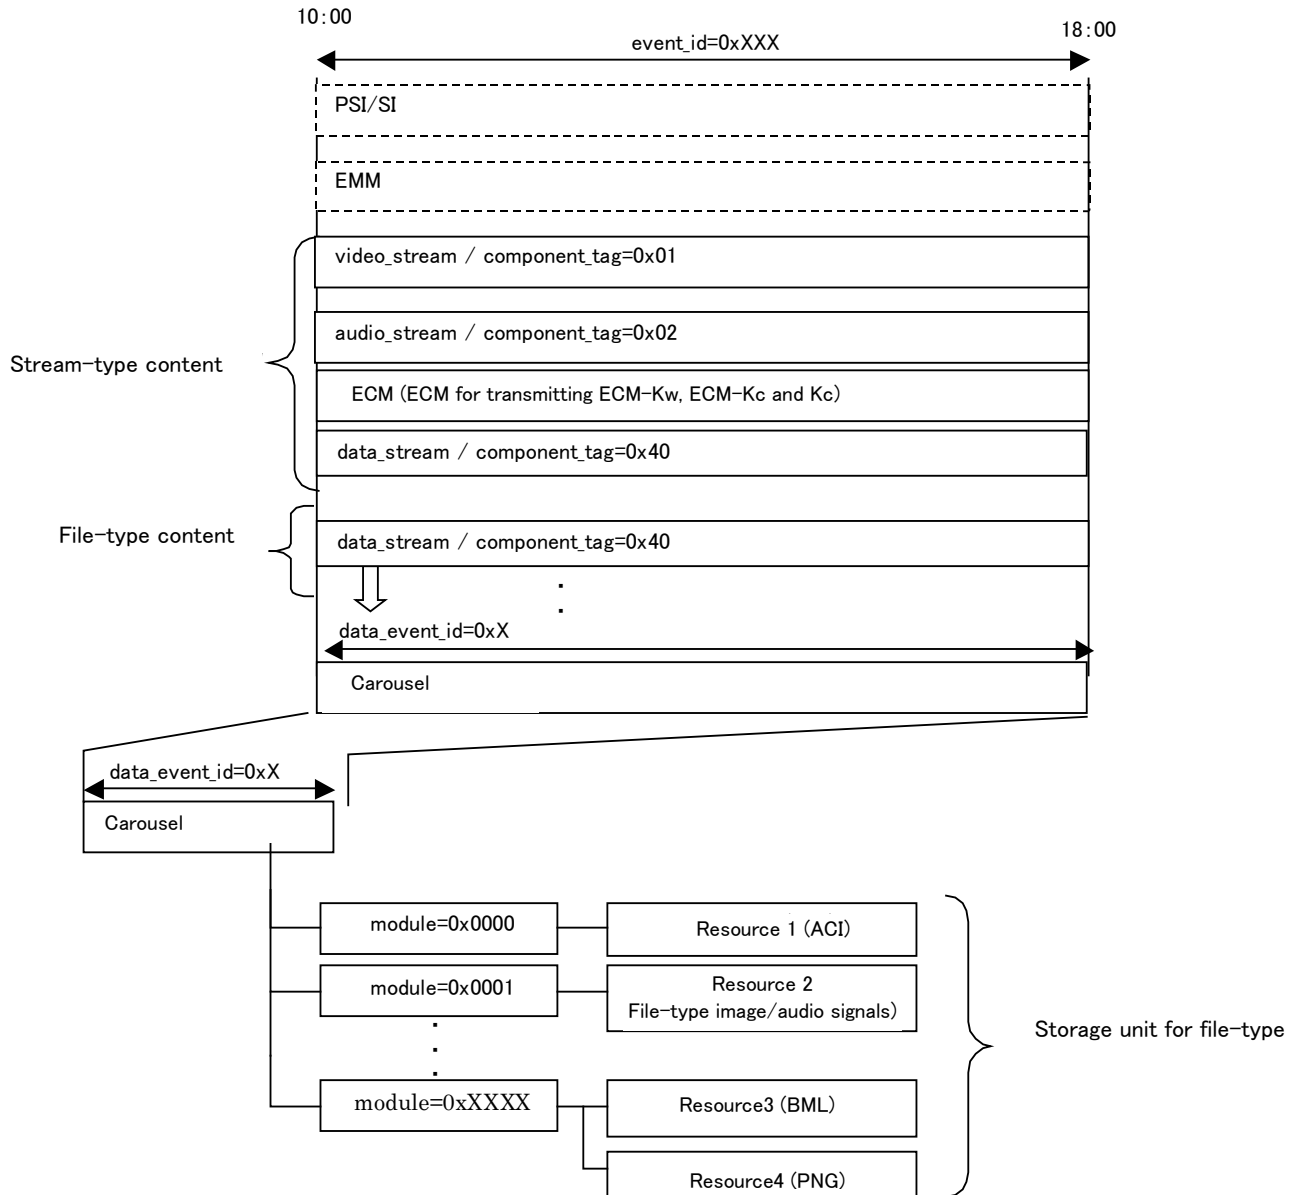 10:00
18:00
event_id=0xXXX
PSI/SI
EMM
video_stream / component_tag=0x01
audio_stream / component_tag=0x02
Stream-type content
ECM (ECM for transmitting ECM-Kw, ECM-Kc and Kc)
data_stream / component_tag=0x40
File-type content
data_stream / component_tag=0x40
data_event_id=0xX
Carousel
data_event_id=0xX
Carousel
module=0x0000
Resource 1 (ACI)
module=0x0001
Resource 2
File-type image/audio signals)
Storage unit for file-type
module=0xXXXX
Resource3 (BML)
Resource4 (PNG)